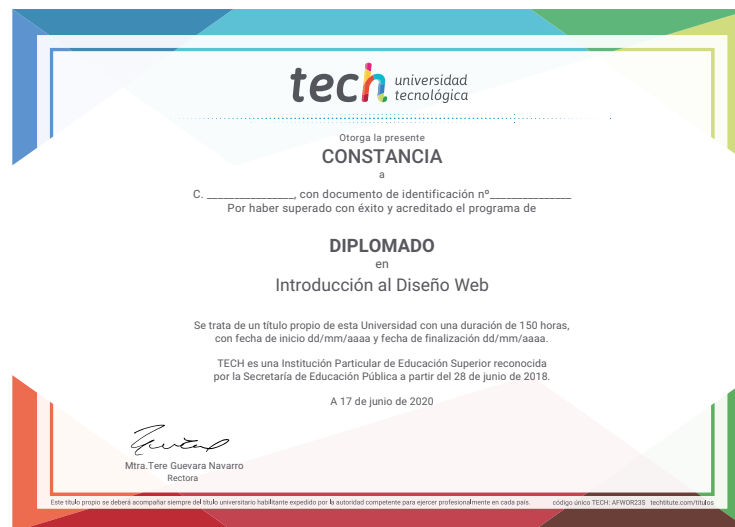 tech universidad
tecnológica
Otorga la presente
CONSTANCIA
a
C. ________________, con documento de identificación nº_______________
Por haber superado con éxito y acreditado el programa de
DIPLOMADO
en
Introducción al Diseño Web
Se trata de un título propio de esta Universidad con una duración de 150 horas,
con fecha de inicio dd/mm/aaaa y fecha de finalización dd/mm/aaaa.
TECH es una Institución Particular de Educación Superior reconocida
por la Secretaría de Educación Pública a partir del 28 de junio de 2018.
A 17 de junio de 2020
Mtra.Tere Guevara Navarro
Rectora
Este título propio se deberá acompañar siempre del título universitario habilitante expedido por la autoridad competente para ejercer profesionalmente en cada país. código único TECH: AFWOR23S techtitute.com/títulos